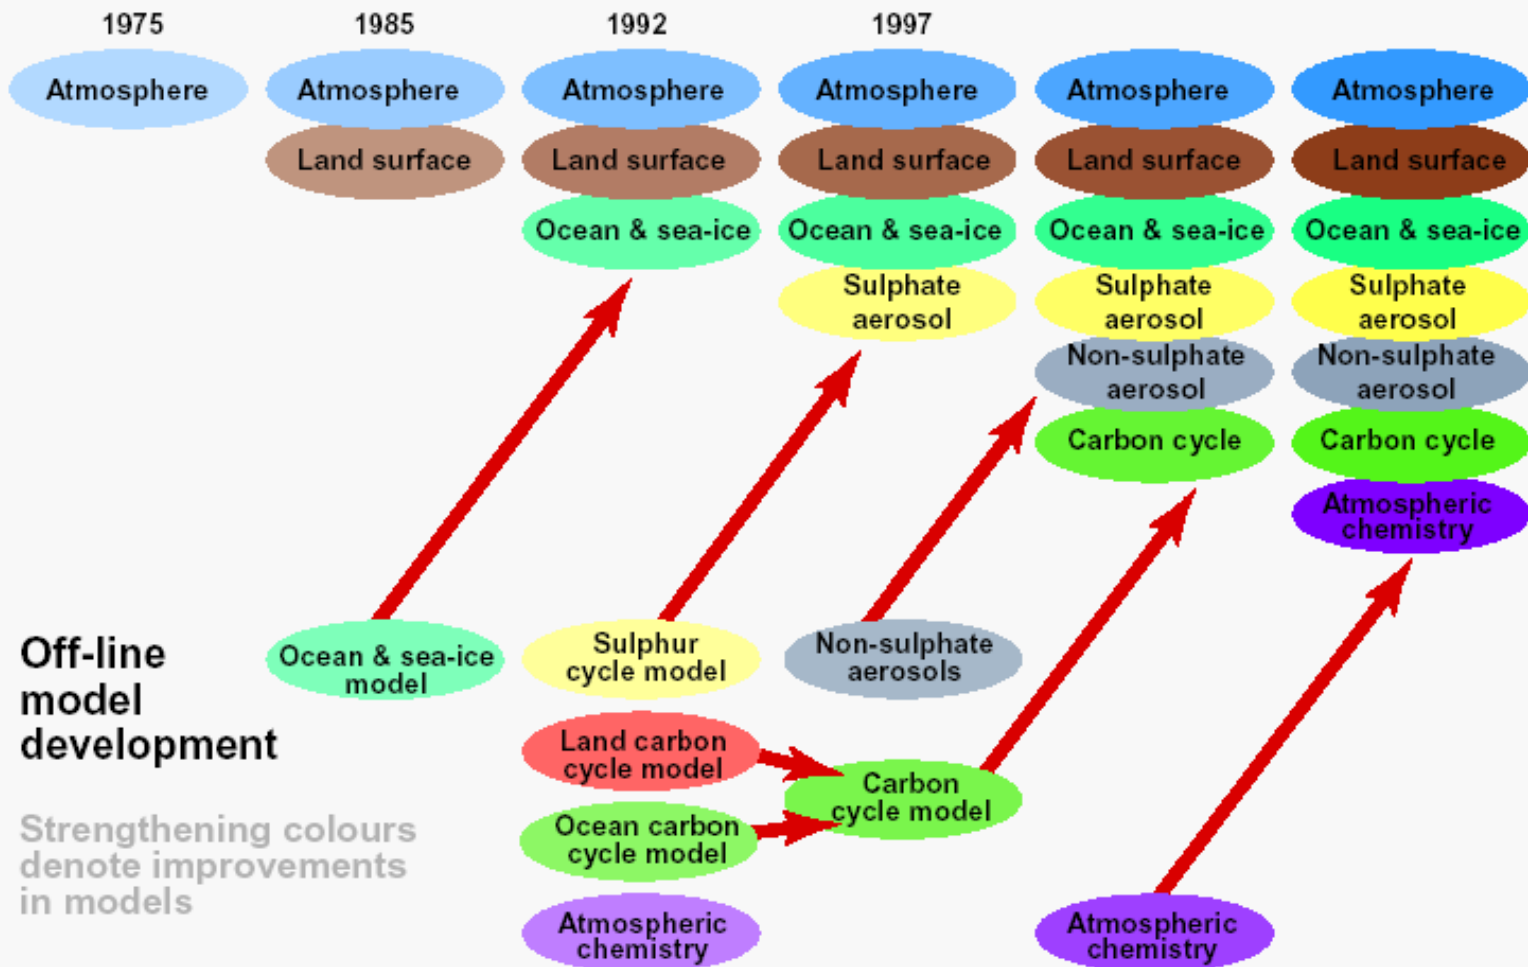 1975 1985 1992 1997
Atmosphere Atmosphere Atmosphere Atmosphere Atmosphere Atmosphere
Land surface Land surface Land surface Land surface Land surface
Ocean & sea-ice Ocean & sea-ice Ocean & sea-ice Ocean & sea-ice
Sulphate
aerosol
Sulphate
aerosol
Sulphate
aerosol
Non-sulphate
aerosol
Non-sulphate
aerosol
Carbon cycle Carbon cycle
Atmospheric
chemistry
Off-line
model
development
Ocean & sea-ice
model
Sulphur
cycle model
Non-sulphate
aerosols
Land carbon
cycle model
Carbon
cycle model
Ocean carbon
cycle model
Strengthening colours
denote improvements
in models
Atmospheric
chemistry
Atmospheric
chemistry